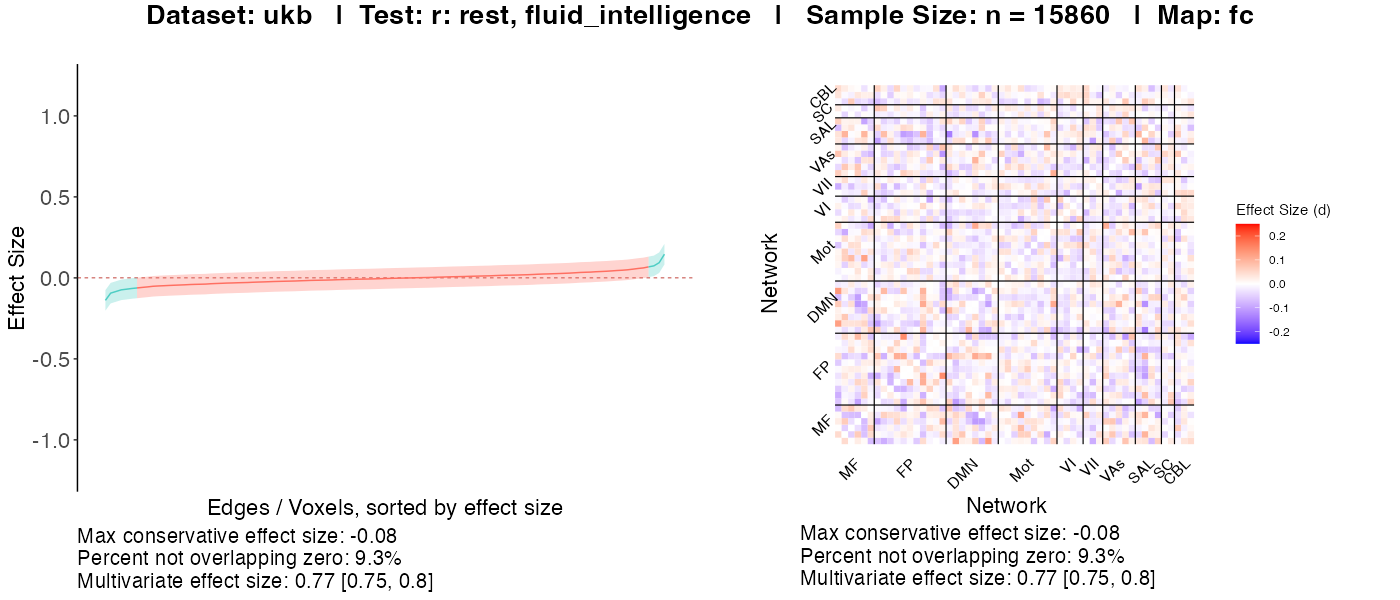 Dataset: ukb | Test: r: rest, fluid_intelligence | Sample Size: n = 15860 | Map: fc
1.0
0.5
0.0
-0.5
-1.0
Effect Size
Edges / Voxels, sorted by effect size
Max conservative effect size: -0.08
Percent not overlapping zero: 9.3%
Multivariate effect size: 0.77 [0.75, 0.8]
CBL
SC
SAL
VAs
VII
VI
Mot
DMN
FP
MF
Network
MF
FP
DMN
Mot
VI
VII
VAs
SAL
SC
CBL
Network
Max conservative effect size: -0.08
Percent not overlapping zero: 9.3%
Multivariate effect size: 0.77 [0.75, 0.8]
Effect Size (d)
0.2
0.1
0.0
-0.1
-0.2